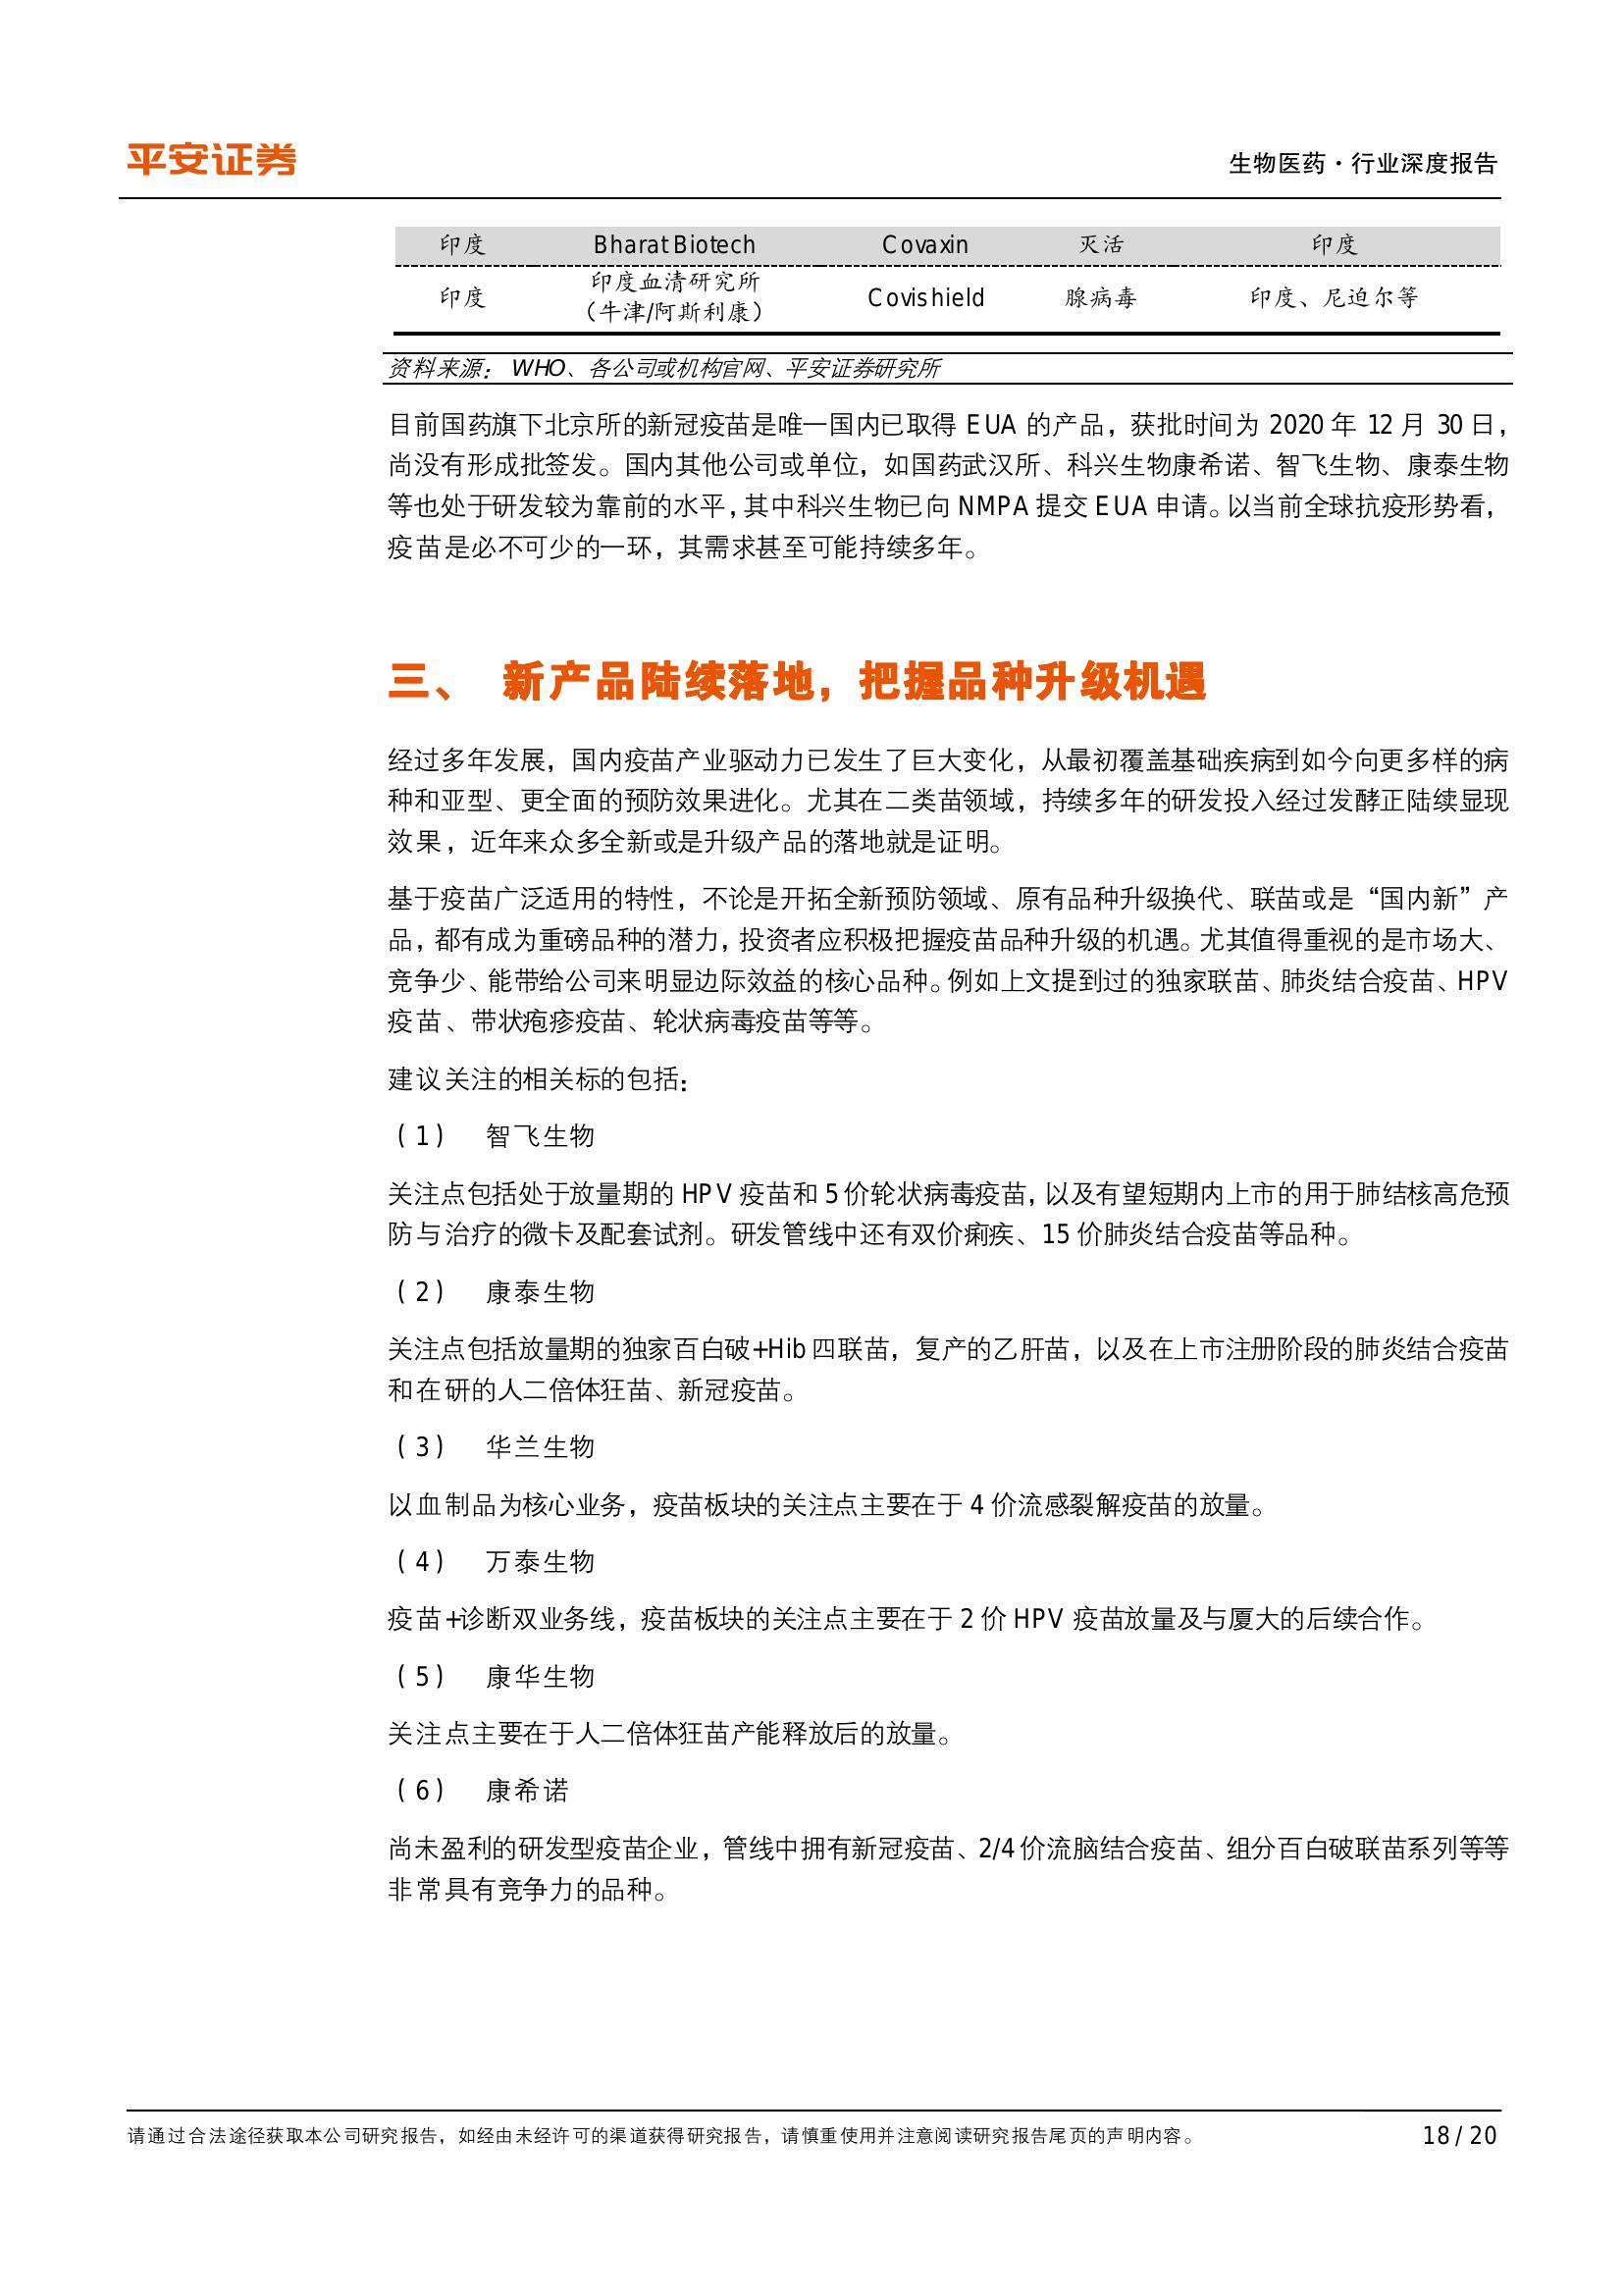 平安证券
生物医药·行业深度报告
印度 Bharat Biotech Covaxin 灭活 印度
印度 印度血清研究所 Covishield 腺病毒 印度、尼迫尔等
（牛津/阿斯利康）
资料来源： WHO、各公司或机构官网、平安证券研究所
目前国药旗下北京所的新冠疫苗是唯一国内已取得 EUA 的产品，获批时间为 2020 年 12 月 30 日，
尚没有形成批签发。国内其他公司或单位，如国药武汉所、科兴生物康希诺、智飞生物、康泰生物
等也处于研发较为靠前的水平，其中科兴生物已向 NMPA 提交 EUA 申请。以当前全球抗疫形势看，
疫苗是必不可少的一环，其需求甚至可能持续多年。
三、 新产品陆续落地，把握品种升级机遇
经过多年发展，国内疫苗产业驱动力已发生了巨大变化，从最初覆盖基础疾病到如今向更多样的病
种和亚型、更全面的预防效果进化。尤其在二类苗领域，持续多年的研发投入经过发酵正陆续显现
效果，近年来众多全新或是升级产品的落地就是证明。
基于疫苗广泛适用的特性，不论是开拓全新预防领域、原有品种升级换代、联苗或是“国内新”产
品，都有成为重磅品种的潜力，投资者应积极把握疫苗品种升级的机遇。尤其值得重视的是市场大、
竞争少、能带给公司来明显边际效益的核心品种。例如上文提到过的独家联苗、肺炎结合疫苗、HPV
疫苗、带状疱疹疫苗、轮状病毒疫苗等等。
建议关注的相关标的包括：
（1） 智飞生物
关注点包括处于放量期的 HPV 疫苗和 5 价轮状病毒疫苗，以及有望短期内上市的用于肺结核高危预
防与治疗的微卡及配套试剂。研发管线中还有双价痢疾、15 价肺炎结合疫苗等品种。
（2） 康泰生物
关注点包括放量期的独家百白破+Hib 四联苗，复产的乙肝苗，以及在上市注册阶段的肺炎结合疫苗
和在研的人二倍体狂苗、新冠疫苗。
（3） 华兰生物
以血制品为核心业务，疫苗板块的关注点主要在于 4 价流感裂解疫苗的放量。
（4） 万泰生物
疫苗+诊断双业务线，疫苗板块的关注点主要在于 2 价 HPV 疫苗放量及与厦大的后续合作。
（5） 康华生物
关注点主要在于人二倍体狂苗产能释放后的放量。
（6） 康希诺
尚未盈利的研发型疫苗企业，管线中拥有新冠疫苗、2/4 价流脑结合疫苗、组分百白破联苗系列等等
非常具有竞争力的品种。
请通过合法途径获取本公司研究报告，如经由未经许可的渠道获得研究报告，请慎重使用并注意阅读研究报告尾页的声明内容。
18 / 20